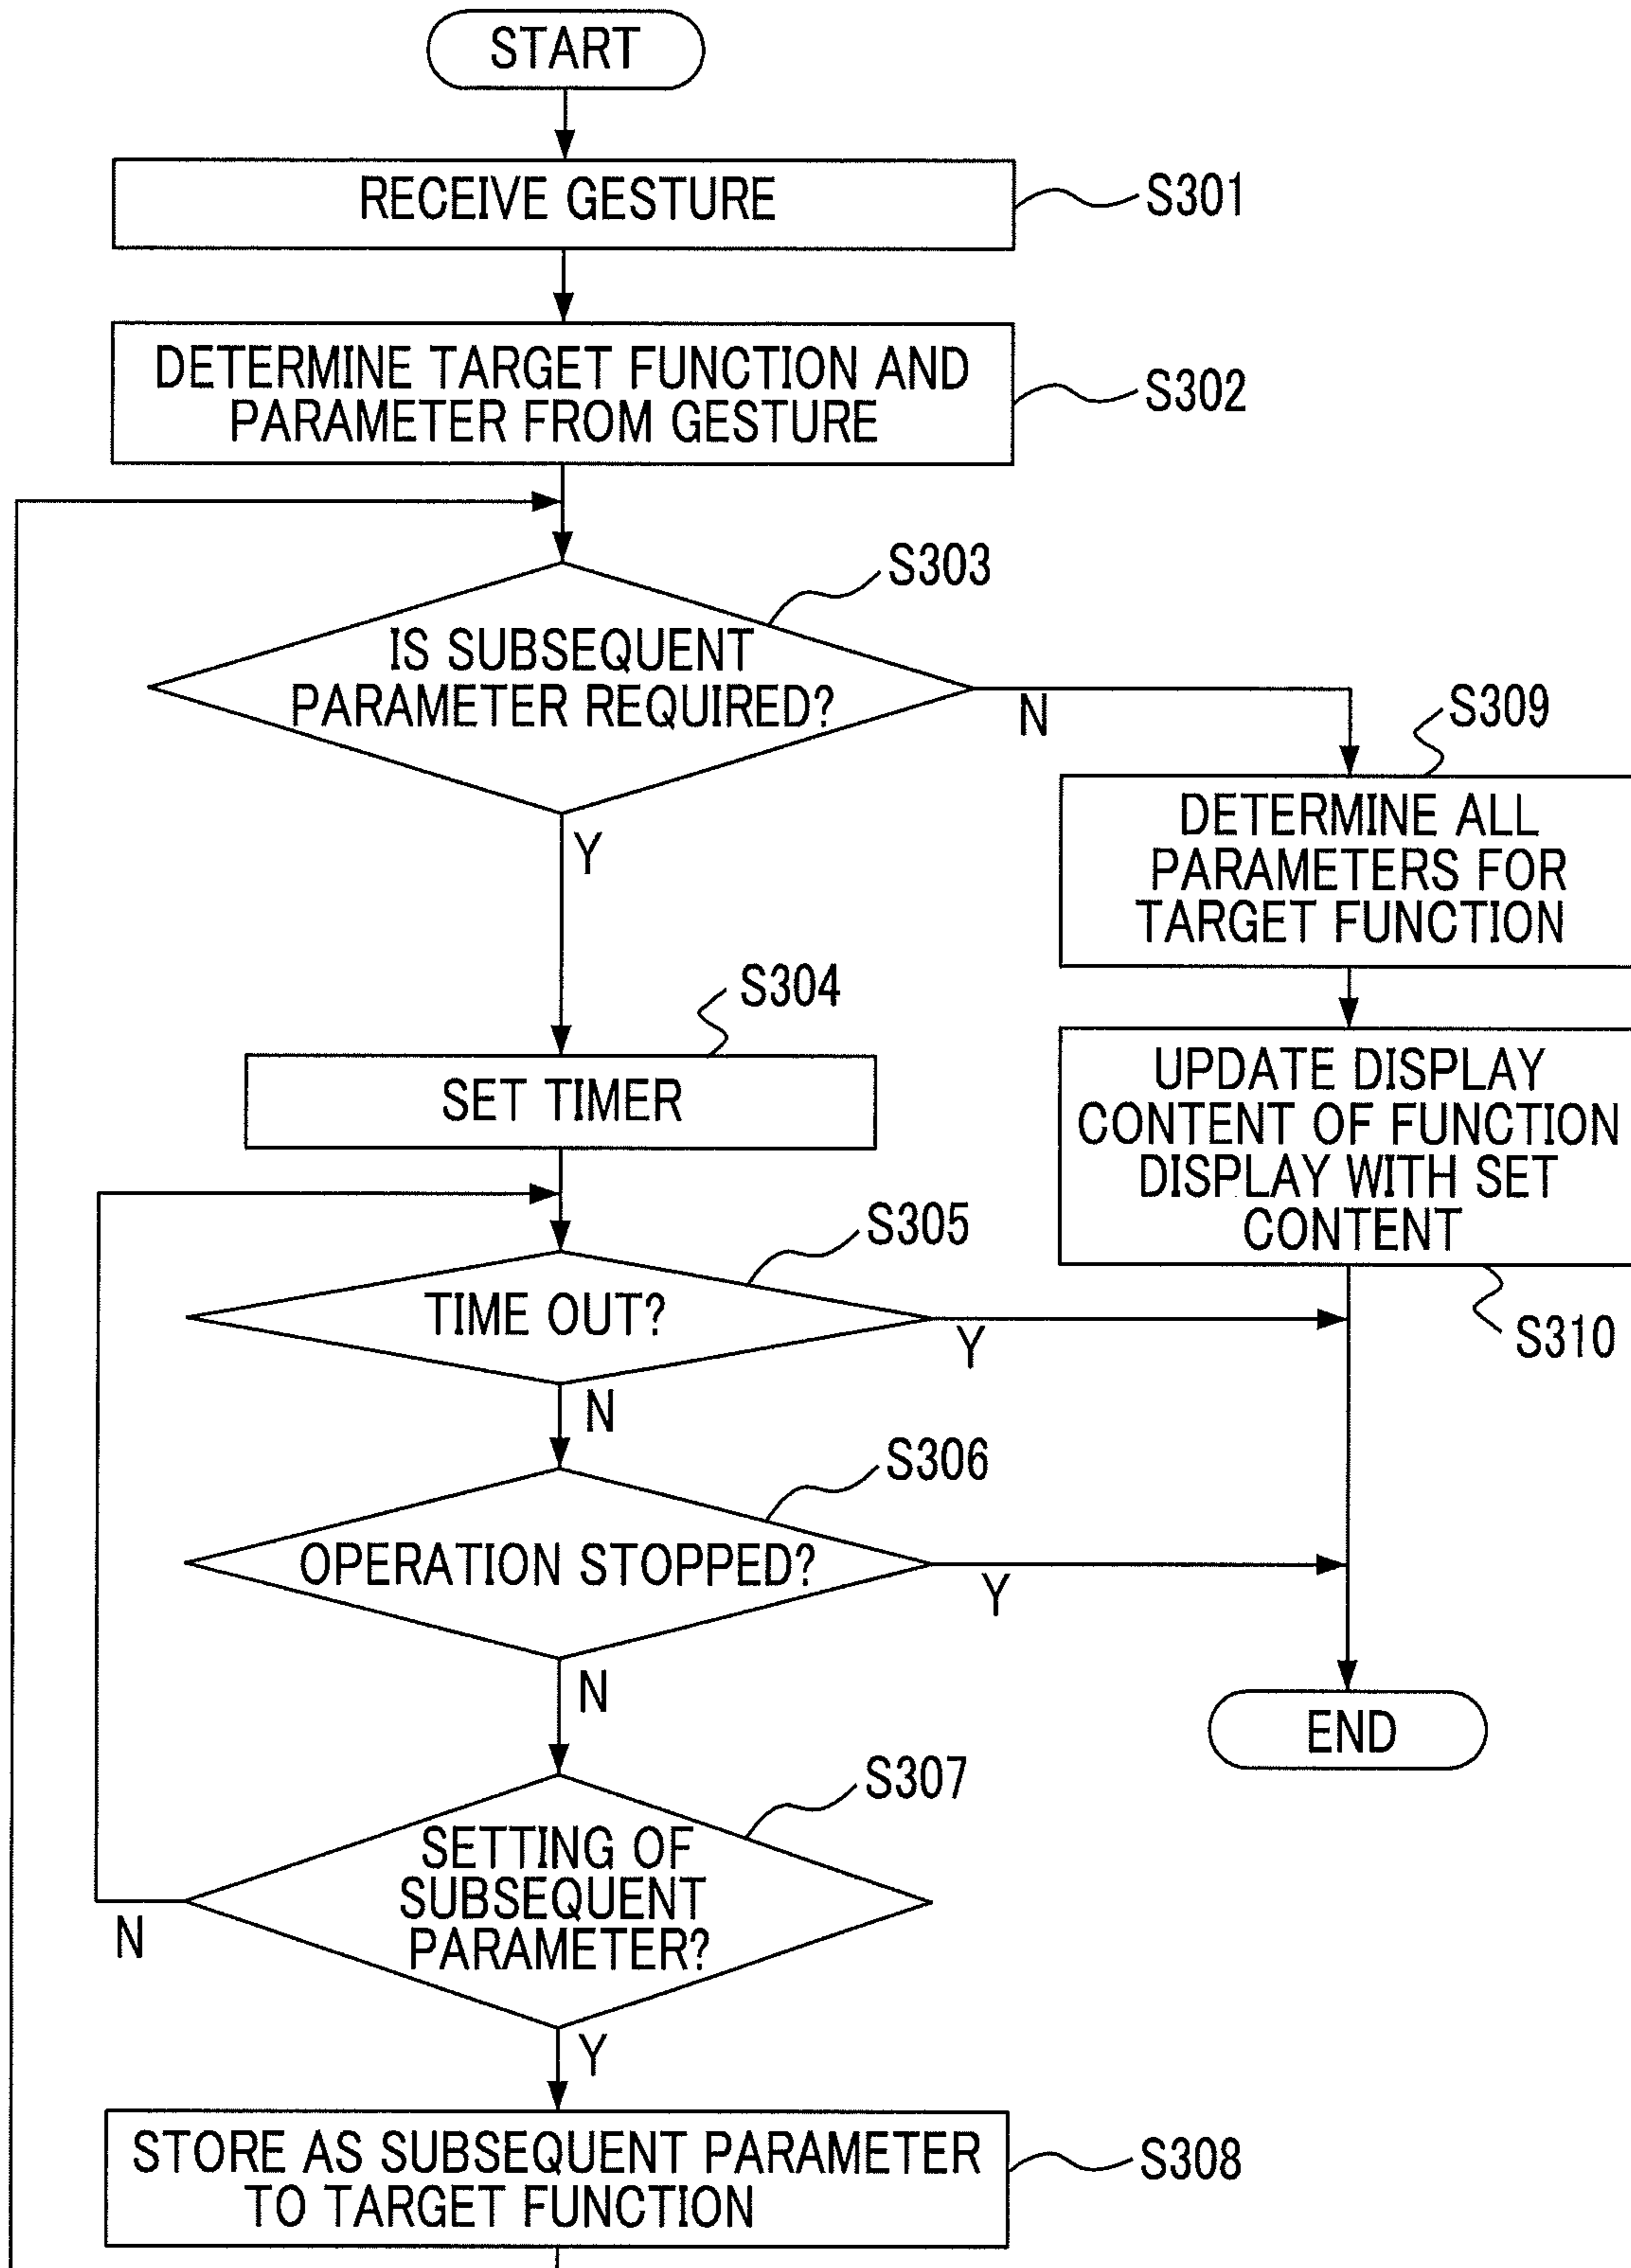 START
RECEIVE GESTURE
S301
DETERMINE TARGET FUNCTION AND
PARAMETER FROM GESTURE
S302
S303
IS SUBSEQUENT
PARAMETER REQUIRED?
N
Y
S309
DETERMINE ALL
PARAMETERS FOR
TARGET FUNCTION
S304
SET TIMER
UPDATE DISPLAY
CONTENT OF FUNCTION
DISPLAY WITH SET
CONTENT
S310
S305
TIME OUT?
Y
N
S306
OPERATION STOPPED?
Y
N
END
S307
SETTING OF
SUBSEQUENT
PARAMETER?
N
Y
STORE AS SUBSEQUENT PARAMETER
TO TARGET FUNCTION
S308